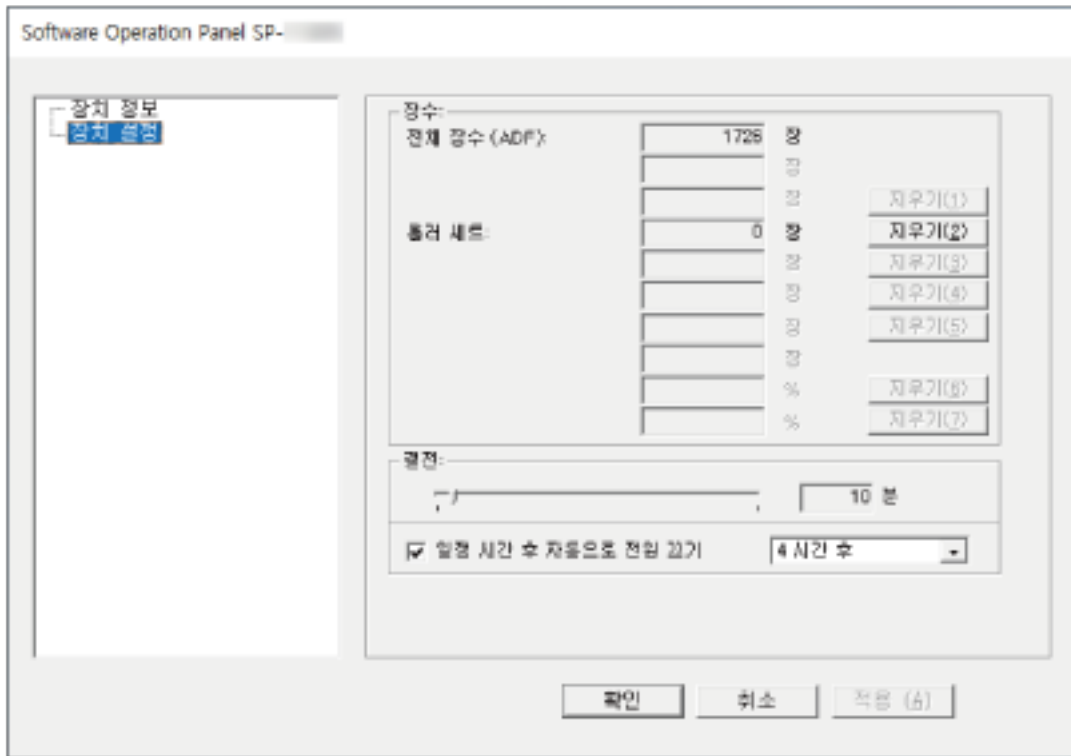 Software Operation Panel SP-
장치 정보
장치 설정
장수:
전체 장수 (ADF): 1726 장
장
장 지우기(1)
롤러 세트: 0 장 지우기(2)
장 지우기(3)
장 지우기(4)
장 지우기(5)
장
% 지우기(6)
% 지우기(7)
절전:
10 분
일정 시간 후 자동으로 전원 끄기 4 시간 후
확인 취소 적용 (A)